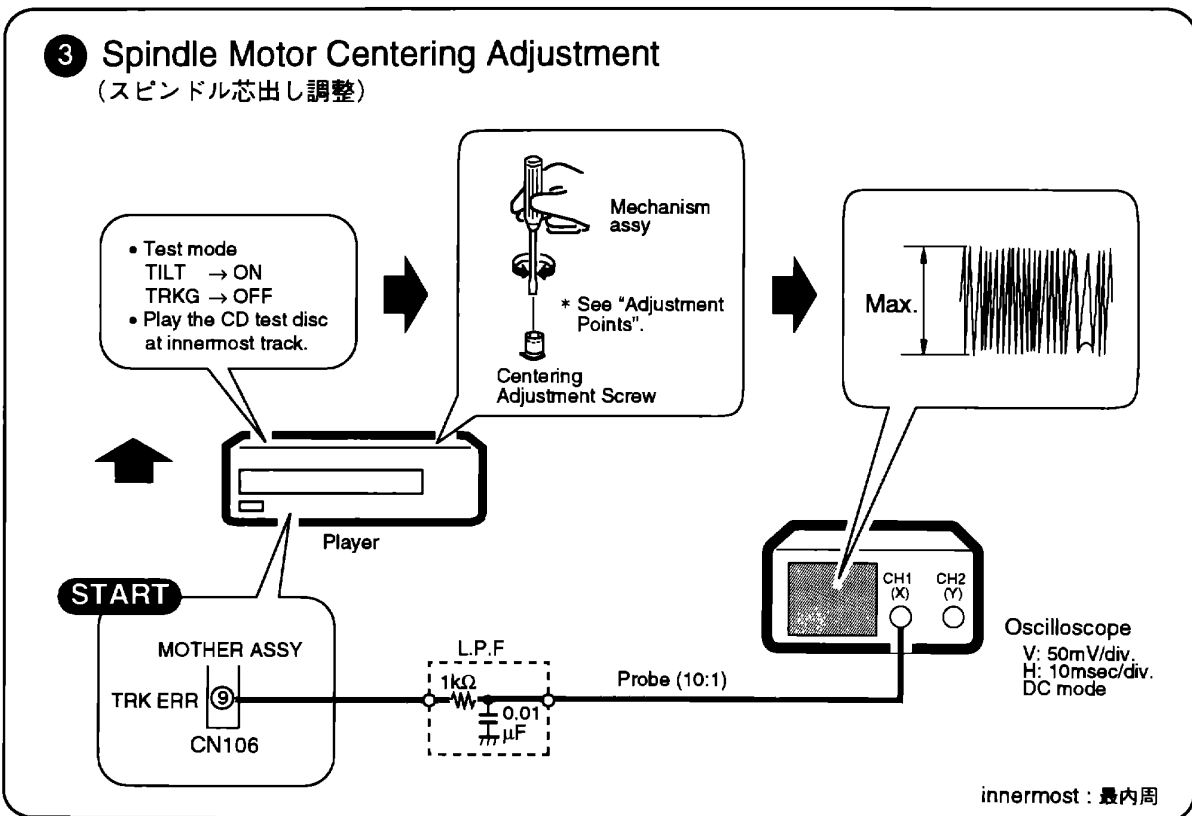 3 Spindle Motor Centering Adjustment
(スピンドル芯出し調整)
• Test mode
TILT → ON
TRKG → OFF
• Play the CD test disc
at innermost track.
Mechanism
assy
* See “Adjustment
Points”.
Centering
Adjustment Screw
Max.
Player
START
MOTHER ASSY
TRK ERR 9
CN106
L.P.F
1kΩ
0.01
μF
Probe (10:1)
CH1
(X)
CH2
(Y)
Oscilloscope
V: 50mV/div.
H: 10msec/div.
DC mode
innermost : 最内周